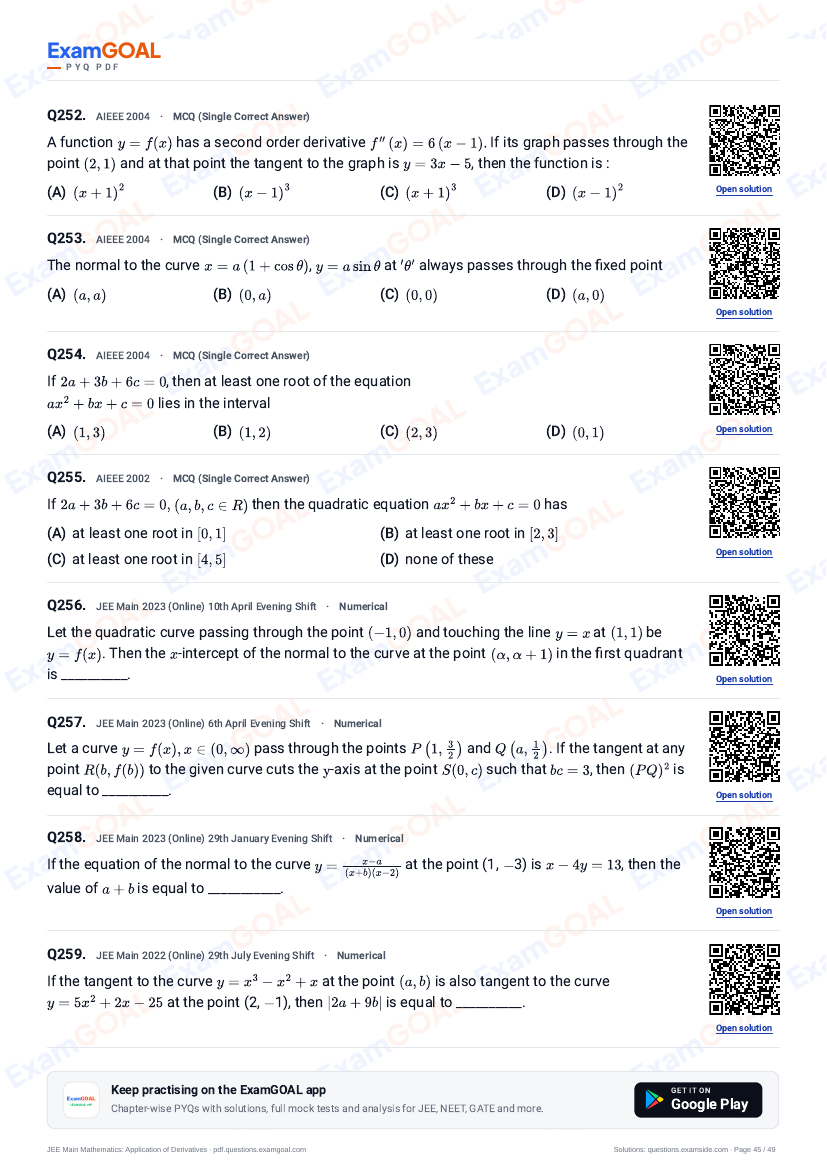 ExamGOAL
PYQ PDF
Q252. AIEEE 2004 · MCQ (Single Correct Answer)
A function y = f(x) has a second order derivative f″(x) = 6(x − 1). If its graph passes through the
point (2, 1) and at that point the tangent to the graph is y = 3x − 5, then the function is :
(A) (x + 1)² (B) (x − 1)³ (C) (x + 1)³ (D) (x − 1)²
Open solution
Q253. AIEEE 2004 · MCQ (Single Correct Answer)
The normal to the curve x = a(1 + cos θ), y = a sin θ at ′θ′ always passes through the fixed point
(A) (a, a) (B) (0, a) (C) (0, 0) (D) (a, 0)
Open solution
Q254. AIEEE 2004 · MCQ (Single Correct Answer)
If 2a + 3b + 6c = 0, then at least one root of the equation
ax² + bx + c = 0 lies in the interval
(A) (1, 3) (B) (1, 2) (C) (2, 3) (D) (0, 1)
Open solution
Q255. AIEEE 2002 · MCQ (Single Correct Answer)
If 2a + 3b + 6c = 0, (a, b, c ∈ R) then the quadratic equation ax² + bx + c = 0 has
(A) at least one root in [0, 1] (B) at least one root in [2, 3]
(C) at least one root in [4, 5] (D) none of these
Open solution
Q256. JEE Main 2023 (Online) 10th April Evening Shift · Numerical
Let the quadratic curve passing through the point (−1, 0) and touching the line y = x at (1, 1) be
y = f(x). Then the x-intercept of the normal to the curve at the point (α, α + 1) in the first quadrant
is __________.
Open solution
Q257. JEE Main 2023 (Online) 6th April Evening Shift · Numerical
Let a curve y = f(x), x ∈ (0, ∞) pass through the points P(1, 3/2) and Q(a, 1/2). If the tangent at any
point R(b, f(b)) to the given curve cuts the y-axis at the point S(0, c) such that bc = 3, then (PQ)² is
equal to __________.
Open solution
Q258. JEE Main 2023 (Online) 29th January Evening Shift · Numerical
If the equation of the normal to the curve y = (x−a)/((x+b)(x−2)) at the point (1, −3) is x − 4y = 13, then the
value of a + b is equal to ___________.
Open solution
Q259. JEE Main 2022 (Online) 29th July Evening Shift · Numerical
If the tangent to the curve y = x³ − x² + x at the point (a, b) is also tangent to the curve
y = 5x² + 2x − 25 at the point (2, −1), then |2a + 9b| is equal to __________.
Open solution
Keep practising on the ExamGOAL app
Chapter-wise PYQs with solutions, full mock tests and analysis for JEE, NEET, GATE and more.
ExamGOAL
GET IT ON
Google Play
JEE Main Mathematics: Application of Derivatives · pdf.questions.examgoal.com
Solutions: questions.examside.com · Page 45 / 49